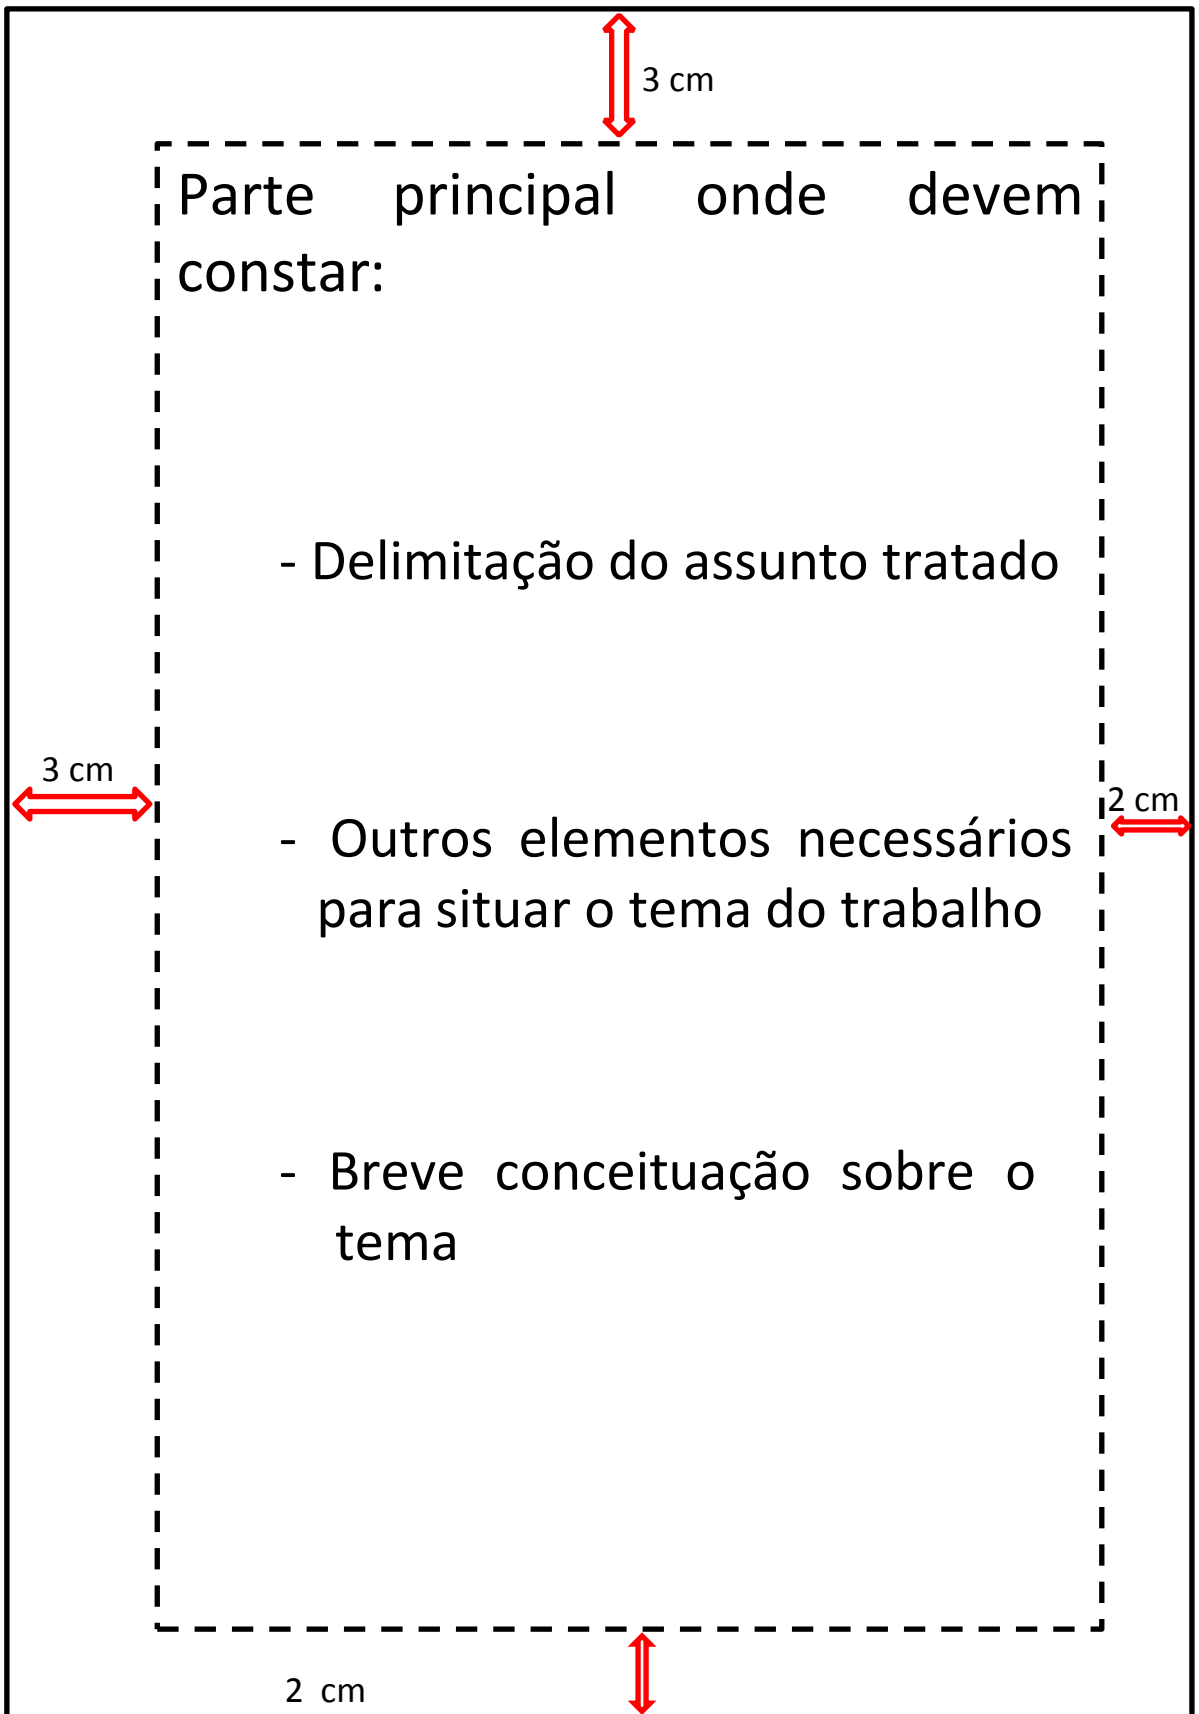 3 cm
Parte principal onde devem
constar:
- Delimitação do assunto tratado
3 cm
2 cm
- Outros elementos necessários
para situar o tema do trabalho
- Breve conceituação sobre o
tema
2 cm